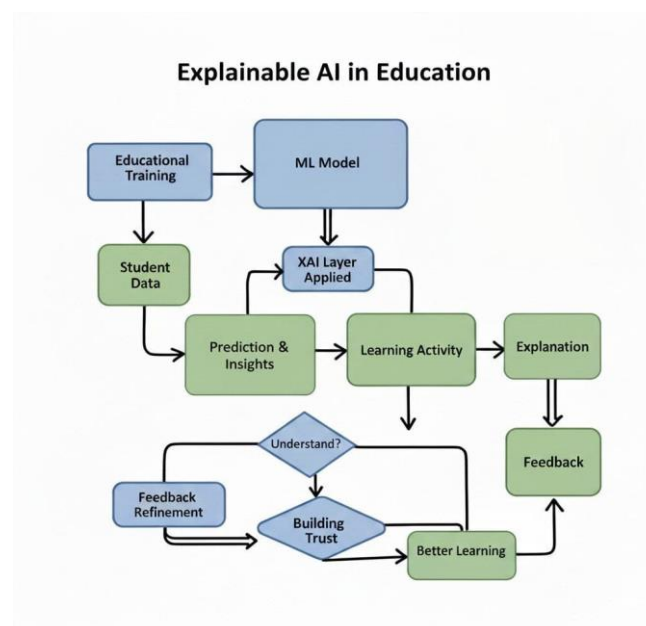 Explainable AI in Education
Educational
Training
ML Model
Student
Data
XAI Layer
Applied
Prediction &
Insights
Learning Activity
Explanation
Understand?
Feedback
Feedback
Refinement
Building
Trust
Better Learning